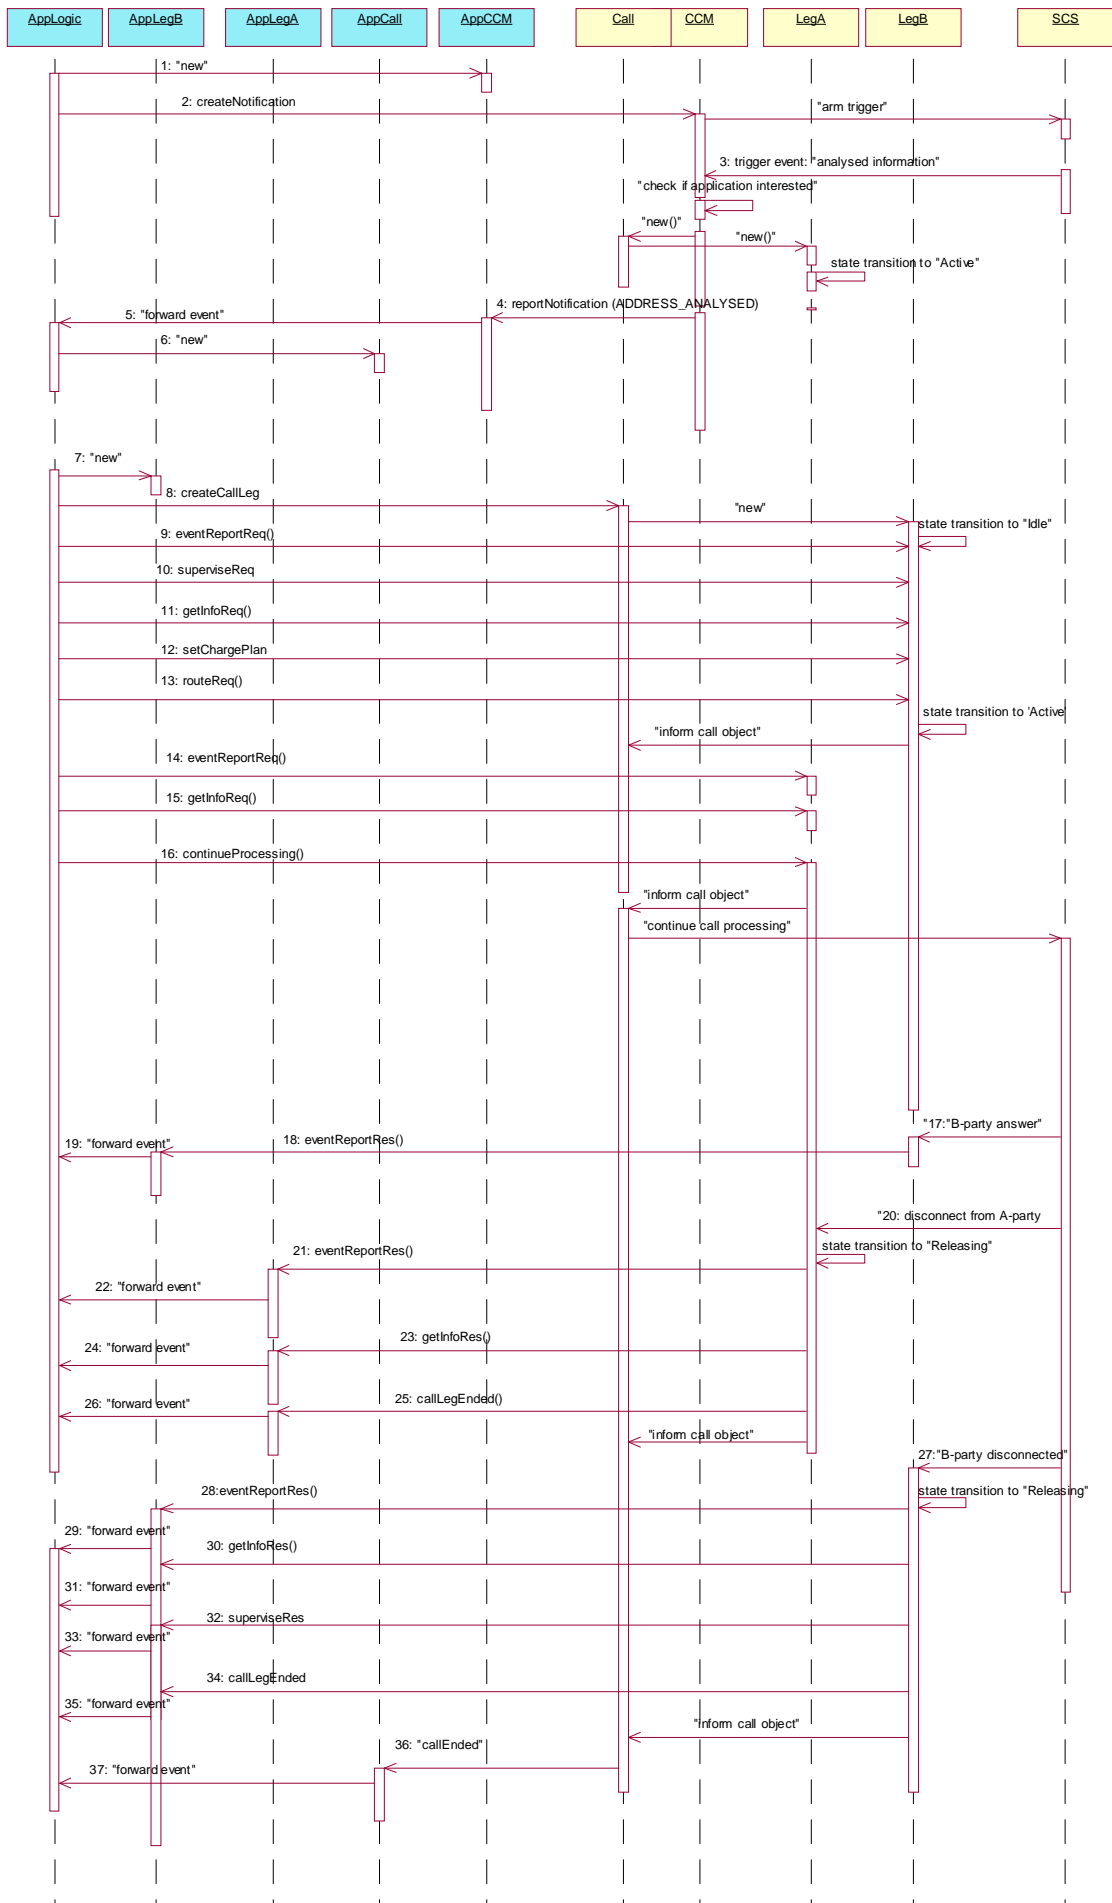 AppLogic AppLegB AppLegA AppCall AppCCM Call CCM LegA LegB SCS
1: "new"
2: createNotification
"arm trigger"
3: trigger event: "analysed information"
"check if application interested"
"new()"
"new()"
state transition to "Active"
4: reportNotification (ADDRESS_ANALYSED)
5: "forward event"
6: "new"
7: "new"
8: createCallLeg
"new"
state transition to "Idle"
9: eventReportReq()
10: superviseReq
11: getInfoReq()
12: setChargePlan
13: routeReq()
state transition to 'Active'
"inform call object"
14: eventReportReq()
15: getInfoReq()
16: continueProcessing()
"inform call object"
"continue call processing"
"17:"B-party answer"
18: eventReportRes()
19: "forward event"
"20: disconnect from A-party
state transition to "Releasing"
21: eventReportRes()
22: "forward event"
23: getInfoRes()
24: "forward event"
25: callLegEnded()
26: "forward event"
"inform call object"
27:"B-party disconnected"
state transition to "Releasing"
28:eventReportRes()
29: "forward event"
30: getInfoRes()
31: "forward event"
32: superviseRes
33: "forward event"
34: callLegEnded
35: "forward event"
"inform call object"
36: "callEnded"
37: "forward event"